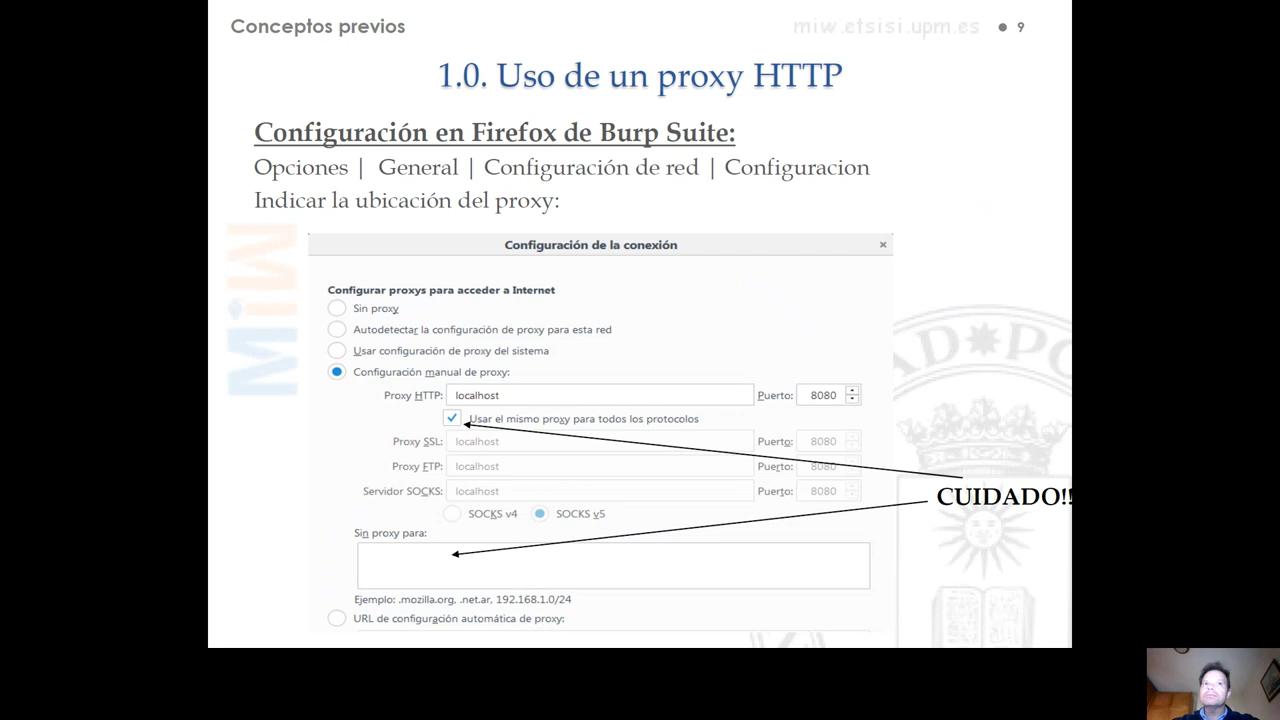 Conceptos previos
miw.etsisi.upm.es
9
1.0. Uso de un proxy HTTP
Configuración en Firefox de Burp Suite:
Opciones | General | Configuración de red | Configuracion
Indicar la ubicación del proxy:
MiW
Configuración de la conexión
Configurar proxys para acceder a Internet
Sin proxy
Autodetectar la configuración de proxy para esta red
Usar configuración de proxy del sistema
Configuración manual de proxy:
Proxy HTTP: localhost Puerto: 8080
Usar el mismo proxy para todos los protocolos
Proxy SSL: localhost Puerto: 8080
Proxy FTP: localhost Puerto: 8080
Servidor SOCKS: localhost Puerto: 8080
CUIDADO!!
SOCKS v4 SOCKS v5
Sin proxy para:
Ejemplo: .mozilla.org, .net.ar, 192.168.1.0/24
URL de configuración automática de proxy:
AD PO